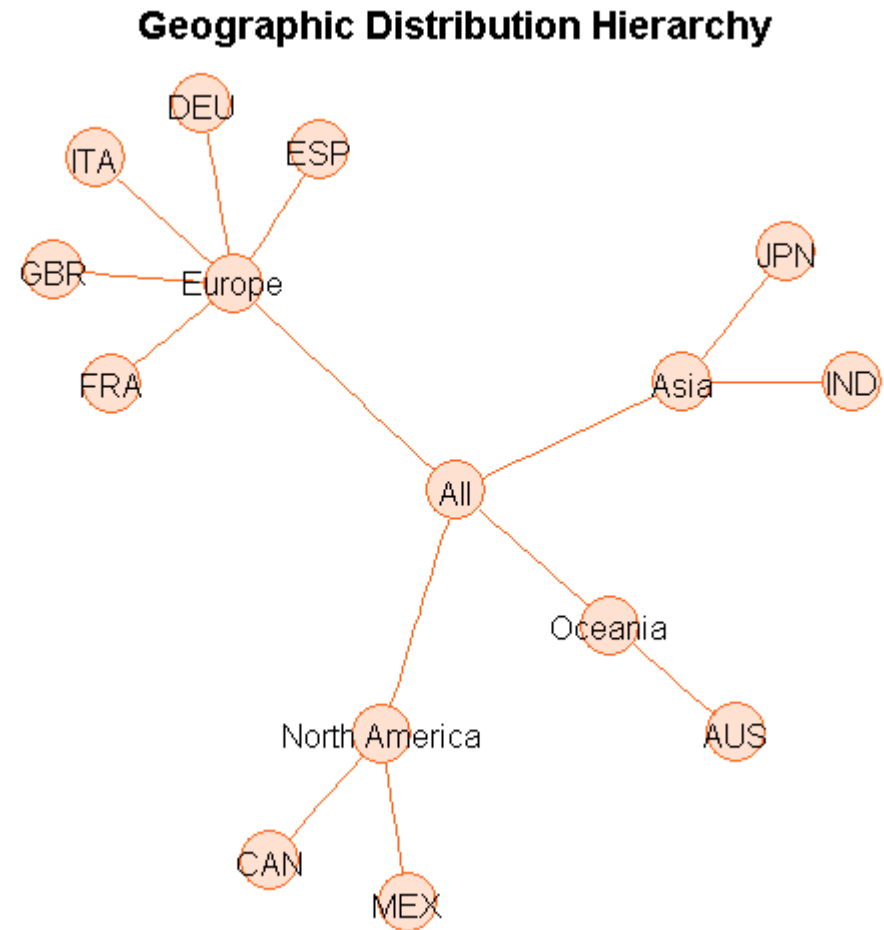 Geographic Distribution Hierarchy
DEU
ESP
ITA
JPN
GBR
Europe
FRA
Asia
IND
All
Oceania
North America
AUS
CAN
MEX